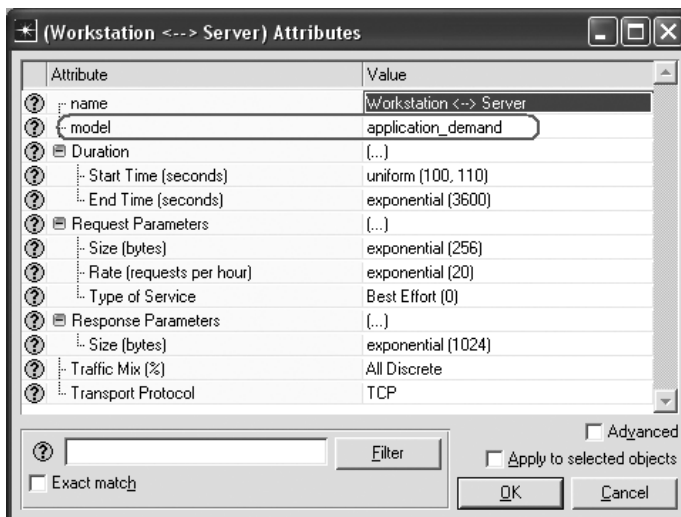 (Workstation <--> Server) Attributes
Attribute Value
name Workstation <--> Server
model application_demand
Duration (...)
Start Time (seconds) uniform (100, 110)
End Time (seconds) exponential (3600)
Request Parameters (...)
Size (bytes) exponential (256)
Rate (requests per hour) exponential (20)
Type of Service Best Effort (0)
Response Parameters (...)
Size (bytes) exponential (1024)
Traffic Mix (%) All Discrete
Transport Protocol TCP
Advanced
Filter
Apply to selected objects
Exact match
OK Cancel